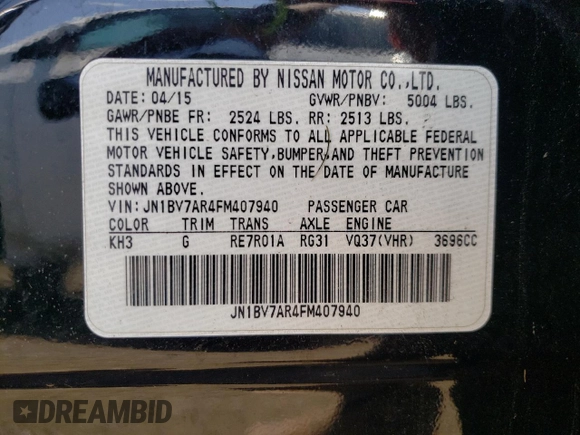 MANUFACTURED BY NISSAN MOTOR CO.,LTD.
DATE: 04/15 GVWR/PNBV: 5004 LBS.
GAWR/PNBE FR: 2524 LBS. RR: 2513 LBS.
THIS VEHICLE CONFORMS TO ALL APPLICABLE FEDERAL
MOTOR VEHICLE SAFETY,BUMPER,AND THEFT PREVENTION
STANDARDS IN EFFECT ON THE DATE OF MANUFACTURE
SHOWN ABOVE.
VIN:JN1BV7AR4FM407940 PASSENGER CAR
COLOR TRIM TRANS AXLE ENGINE
KH3 G RE7R01A RG31 VQ37(VHR) 3696CC
JN1BV7AR4FM407940
DREAMBID